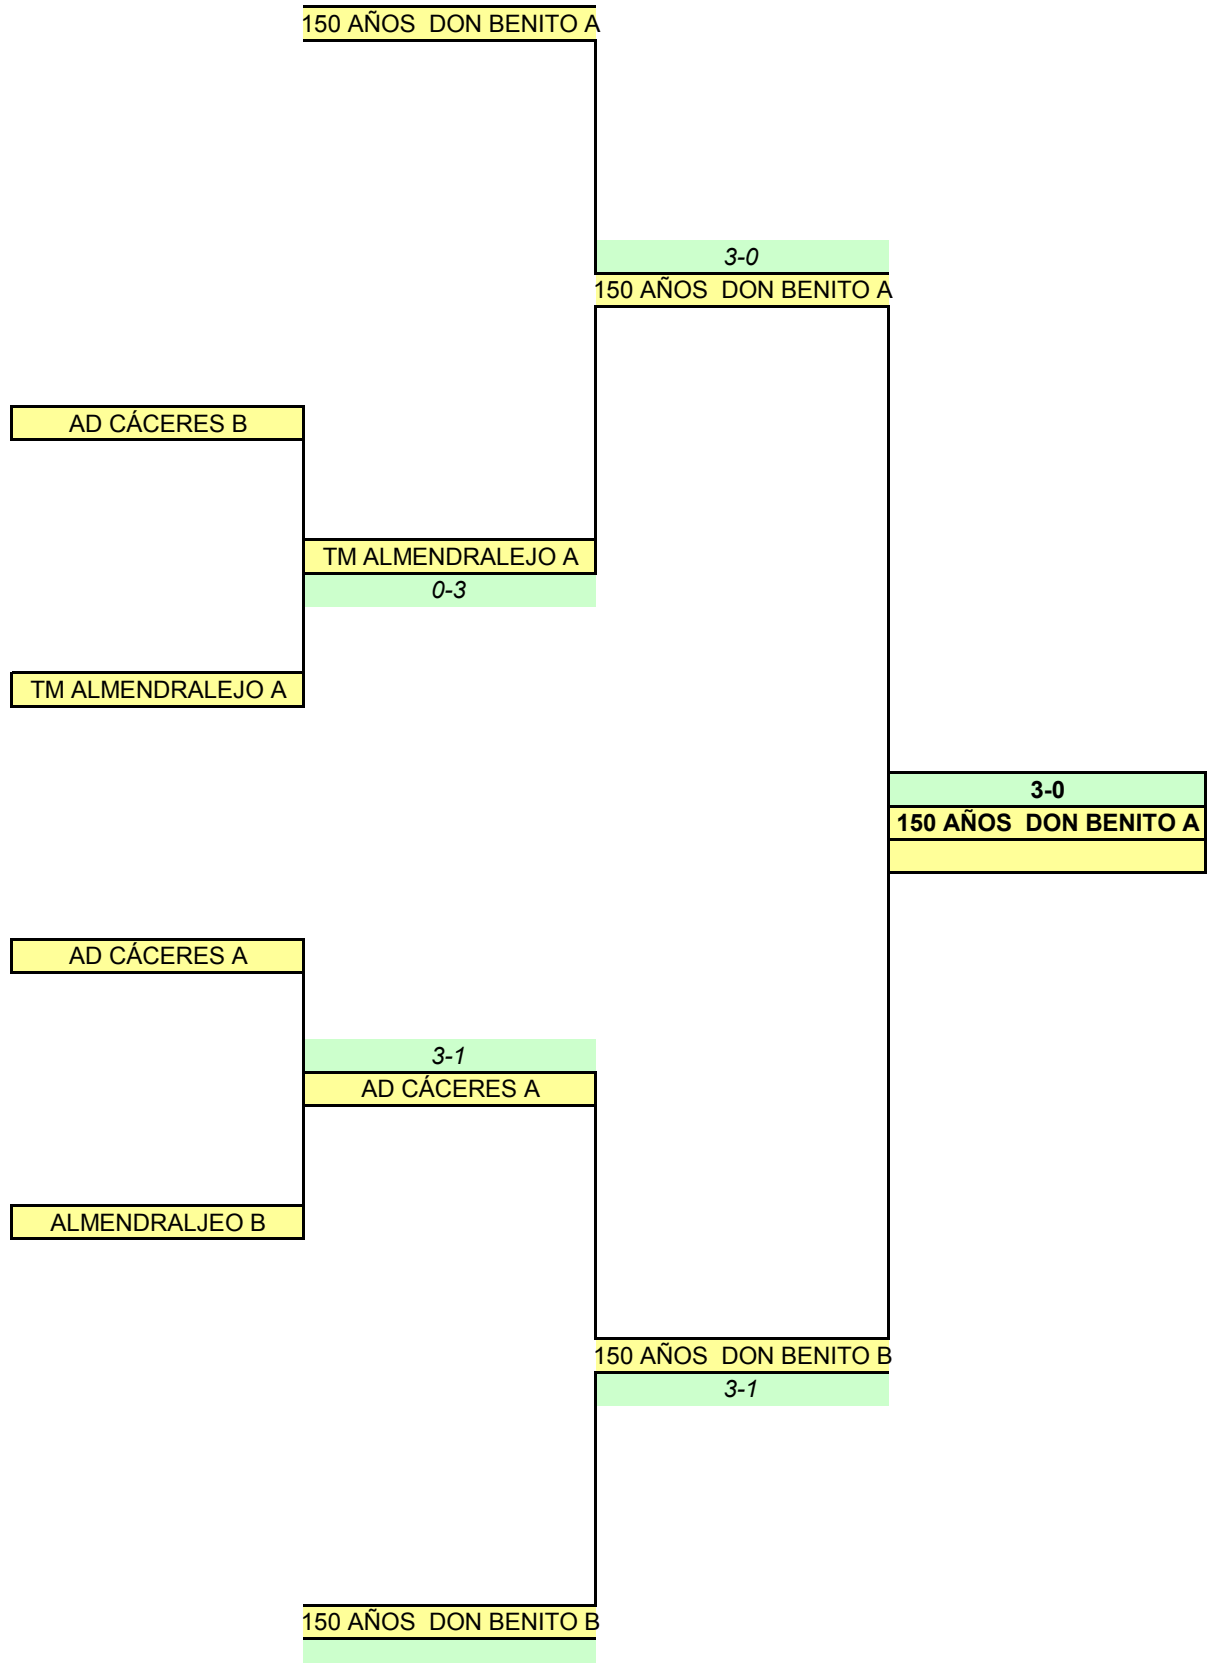 150 AÑOS  DON BENITO A
3-0
150 AÑOS  DON BENITO A
AD CÁCERES B
TM ALMENDRALEJO A
0-3
TM ALMENDRALEJO A
3-0
150 AÑOS  DON BENITO A
AD CÁCERES A
3-1
AD CÁCERES A
ALMENDRALJEO B
150 AÑOS  DON BENITO B
3-1
150 AÑOS  DON BENITO B